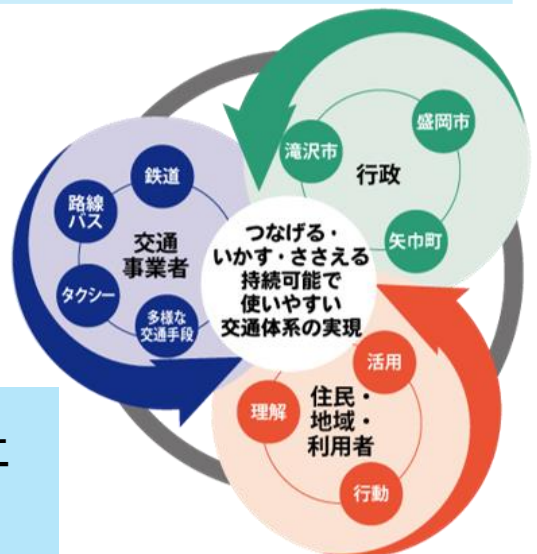 盛岡市
滝沢市
行政
矢巾町
鉄道
路線
バス
交通
事業者
タクシー
多様な
交通手段
つなげる・
いかす・ささえる
持続可能で
使いやすい
交通体系の実現
活用
理解
住民・
地域・
利用者
行動